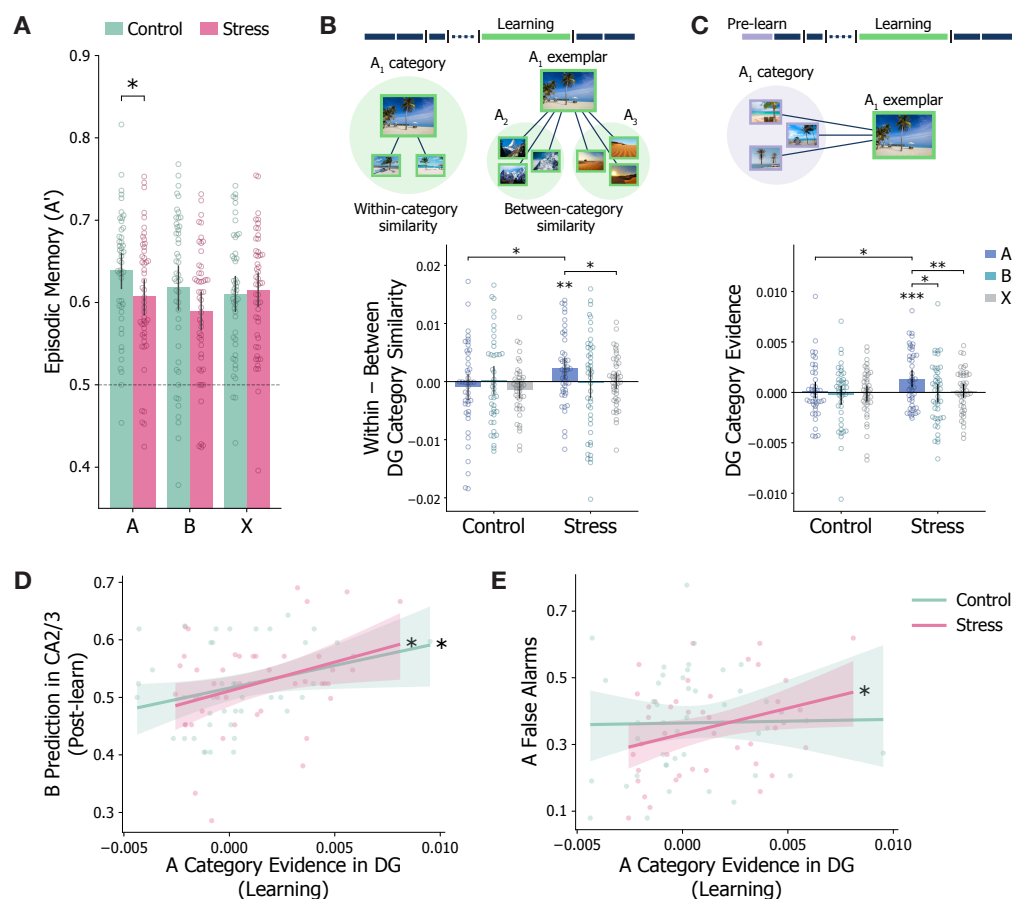 A
Control
Stress
*
Episodic Memory (A')
0.9
0.8
0.7
0.6
0.5
0.4
A
B
X
B
Learning
A1 category
A1 exemplar
A2
A3
Within-category
similarity
Between-category
similarity
Within – Between
DG Category Similarity
0.02
0.010
0.00
−0.001
−0.02
*
*
**
Control
Stress
C
Pre-learn
Learning
A1 category
A1 exemplar
DG Category Evidence
0.010
0.005
0.000
−0.005
−0.010
*
**
*
***
A
B
X
Control
Stress
D
B Prediction in CA2/3
(Post-learn)
0.7
0.6
0.5
0.4
0.3
* *
−0.005
0.000
0.005
0.010
A Category Evidence in DG
(Learning)
E
A False Alarms
0.9
0.7
0.5
0.3
0.1
*
Control
Stress
−0.005
0.000
0.005
0.010
A Category Evidence in DG
(Learning)